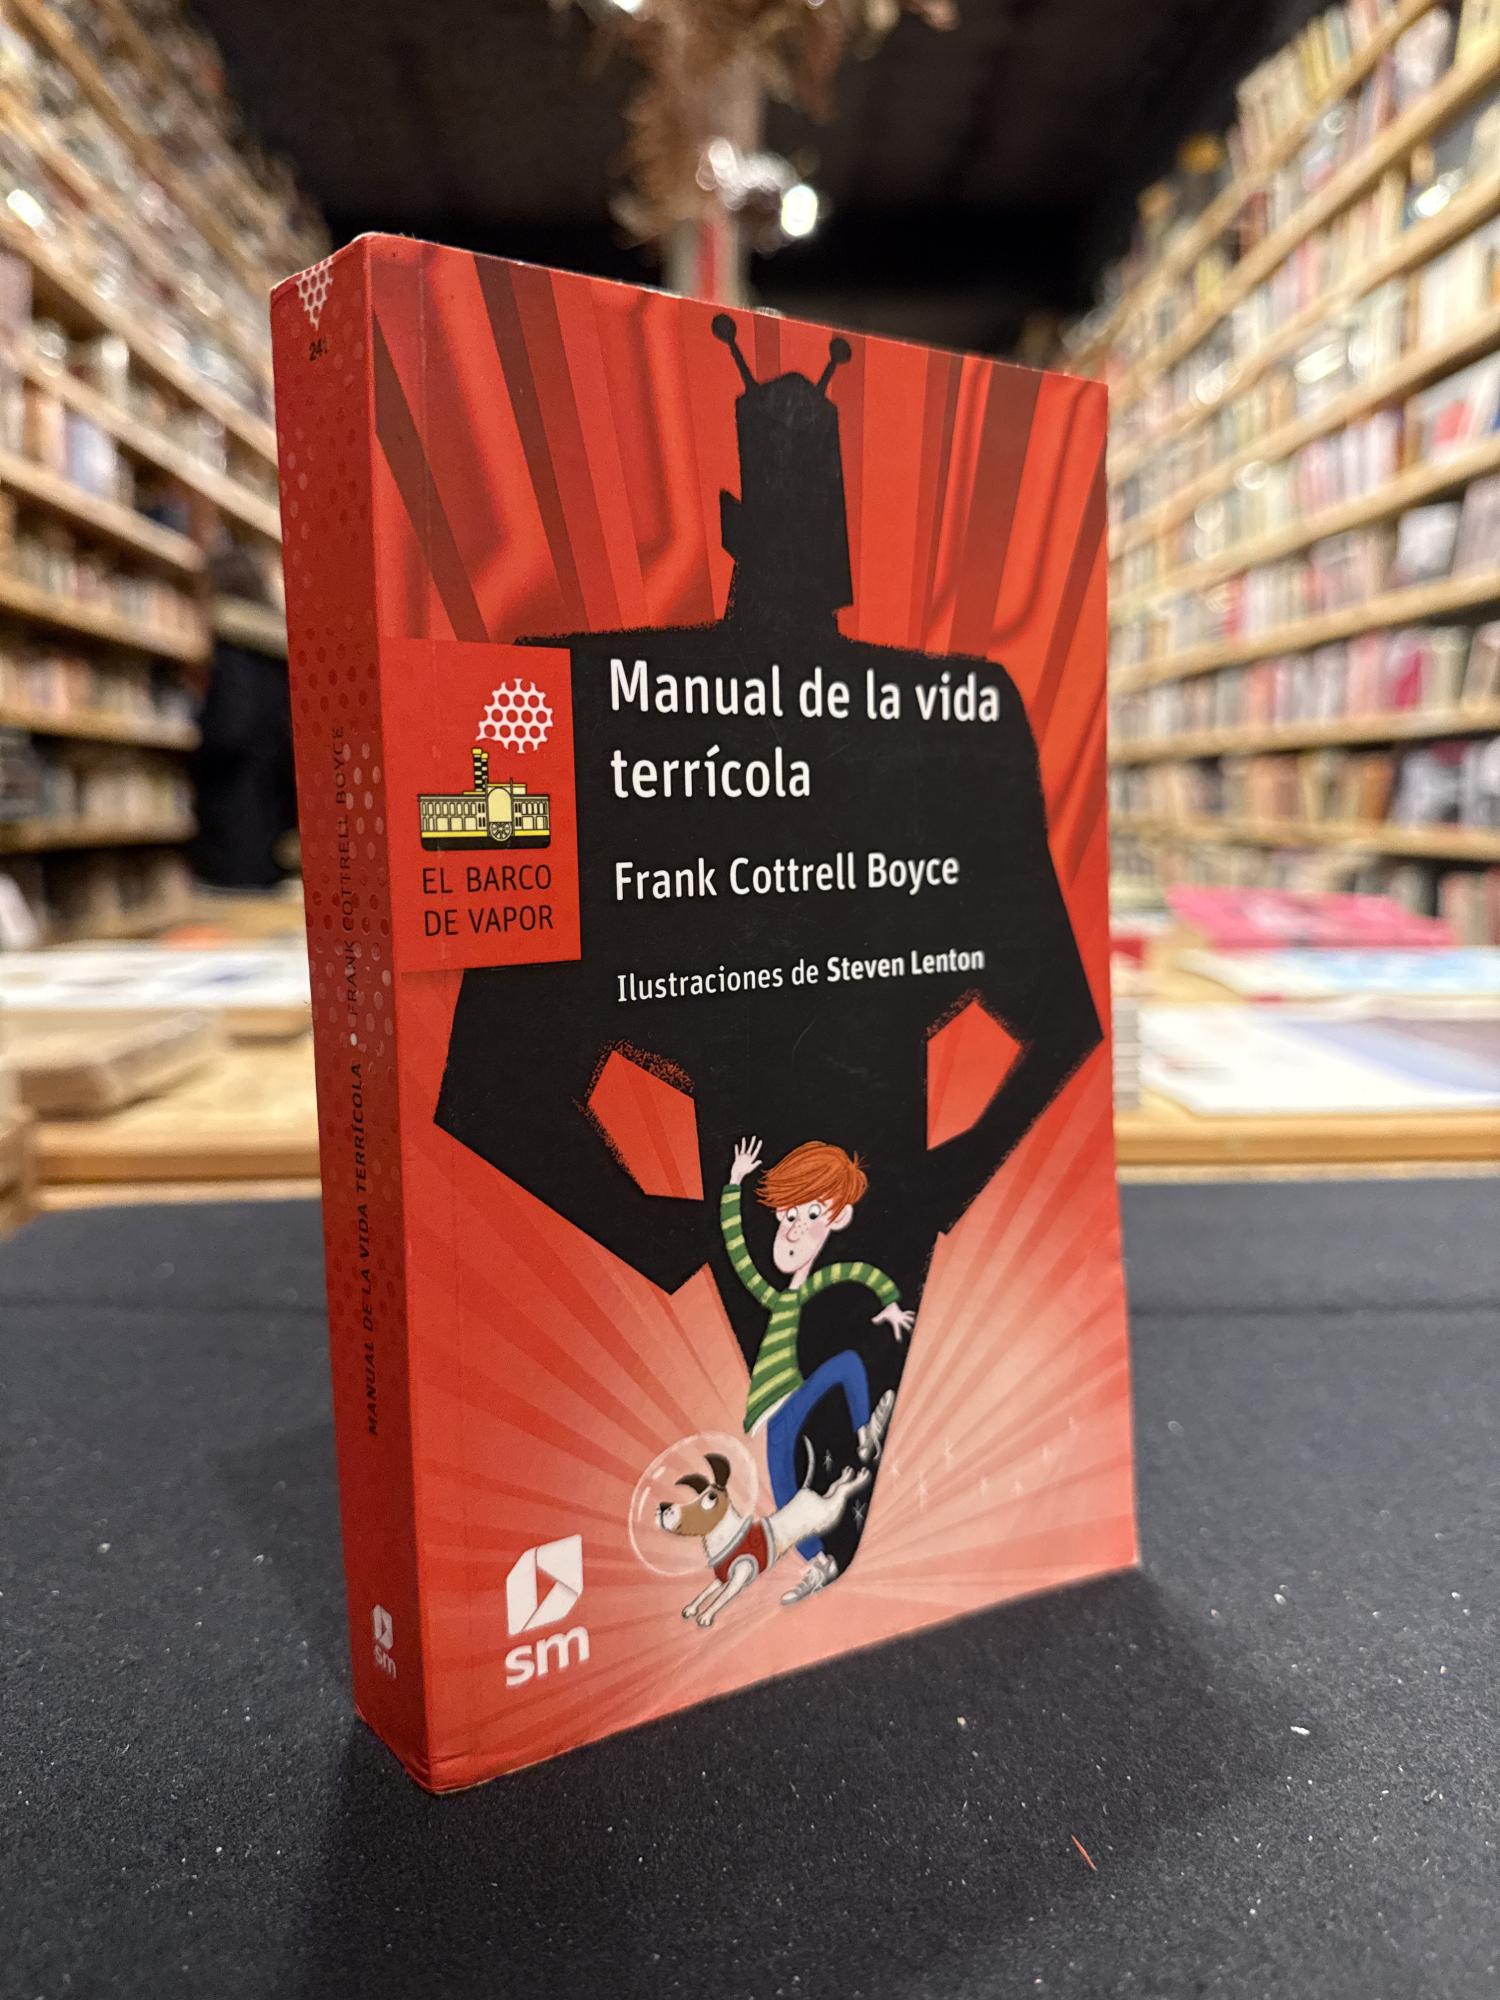 Manual de la vida
terrícola
Frank Cottrell Boyce
Ilustraciones de Steven Lenton
EL BARCO
DE VAPOR
sm
MANUAL DE LA VIDA TERRÍCOLA • FRANK COTTRELL BOYCE
sm